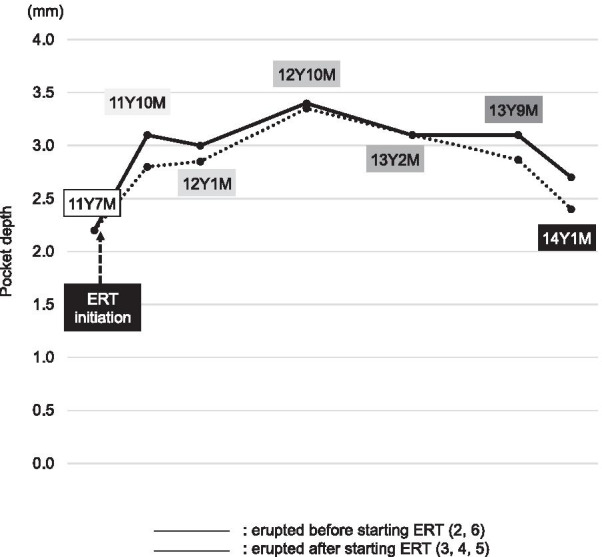 (mm)
4.0
12Y10M
3.5
11Y10M
13Y9M
3.0
13Y2M
12Y1M
2.5
11Y7M
14Y1M
2.0
Pocket depth
ERT
initiation
1.5
1.0
0.5
0.0
: erupted before starting ERT (2, 6)
: erupted after starting ERT (3, 4, 5)